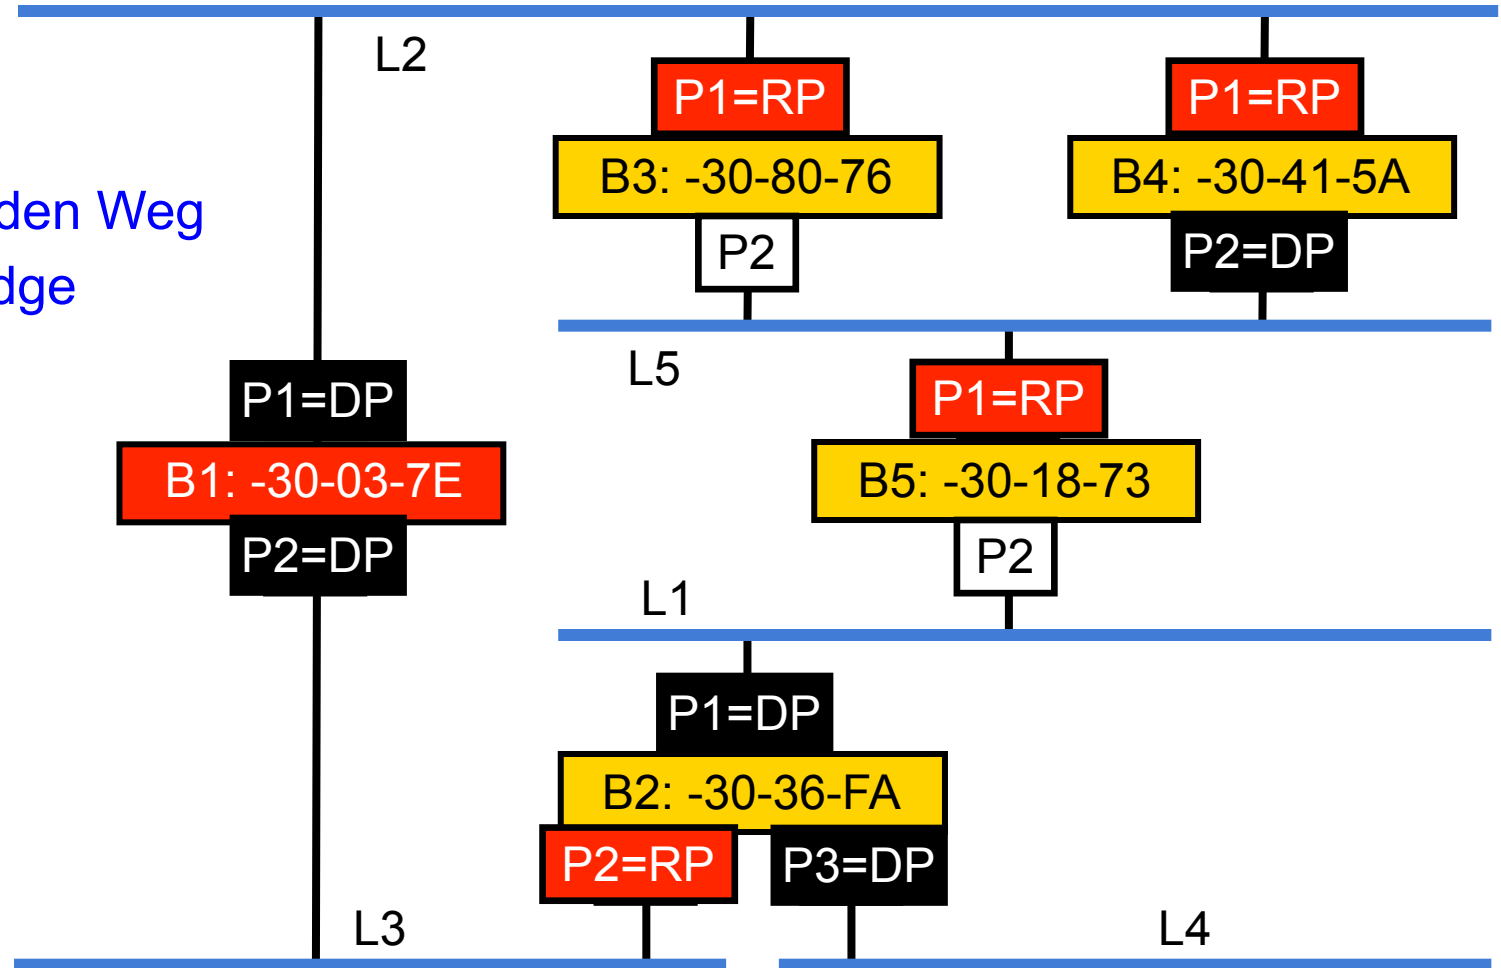 L2
P1=RP
P1=RP
B3: -30-80-76
B4: -30-41-5A
den Weg
P2
P2=DP
dge
L5
P1=DP
P1=RP
B1: -30-03-7E
B5: -30-18-73
P2=DP
P2
L1
P1=DP
B2: -30-36-FA
P2=RP
P3=DP
L3
L4